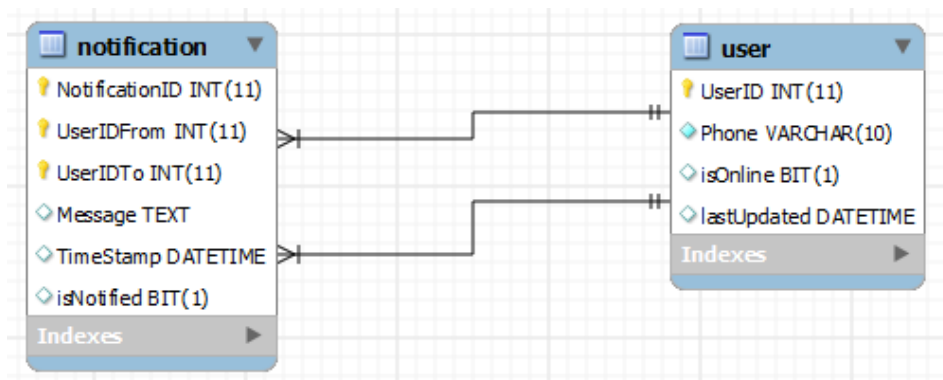 notification
NotificationID INT(11)
UserIDFrom INT(11)
UserIDTo INT(11)
Message TEXT
TimeStamp DATETIME
isNotified BIT(1)
Indexes
user
UserID INT(11)
Phone VARCHAR(10)
isOnline BIT(1)
lastUpdated DATETIME
Indexes